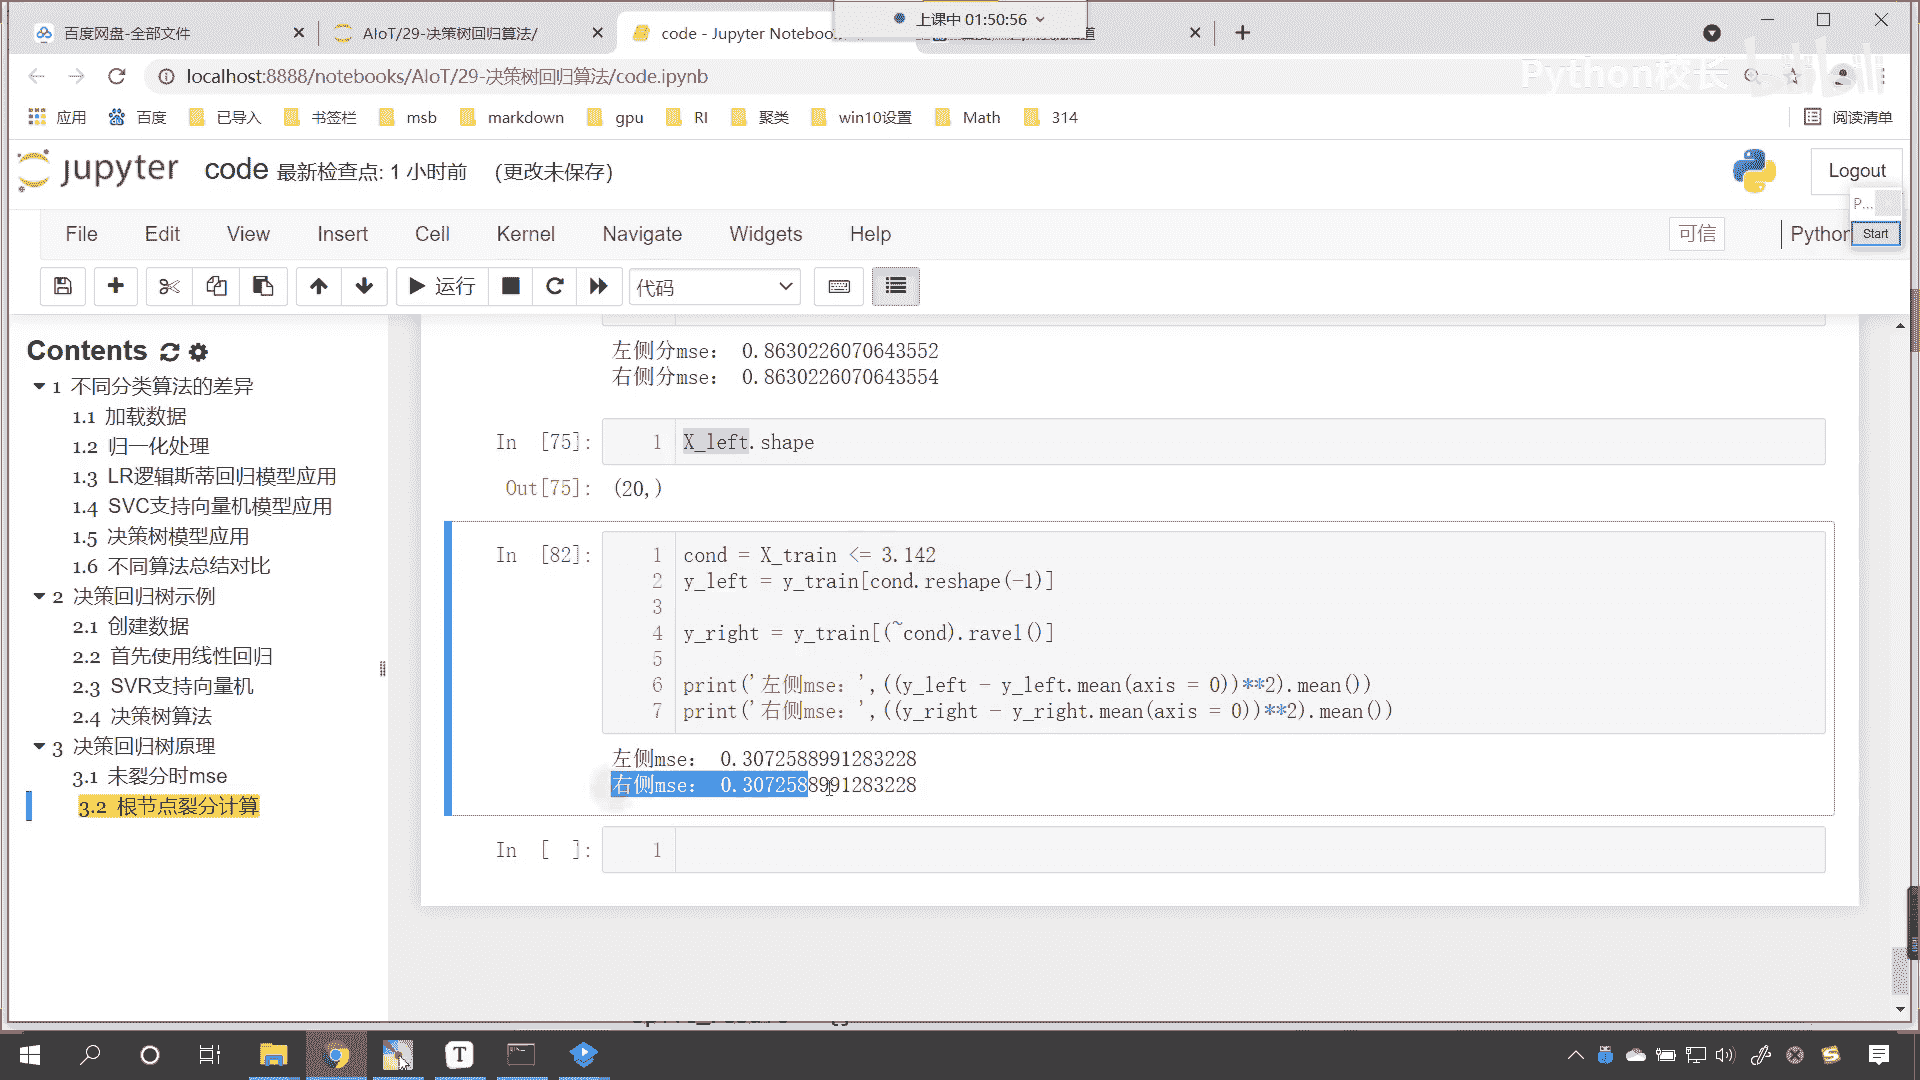 上课中 01:50:56
百度网盘-全部文件
AIoT/29-决策树回归算法/
code - Jupyter Noteboo
localhost:8888/notebooks/AIoT/29-决策树回归算法/code.ipynb
Python校长 bilibili
应用 百度 已导入 书签栏 msb markdown gpu RI 聚类 win10设置 Math 314 阅读清单
jupyter code 最新检查点: 1 小时前 (更改未保存)
Logout
P...
File Edit View Insert Cell Kernel Navigate Widgets Help 可信 Python
Start
运行 代码
Contents
1 不同分类算法的差异
1.1 加载数据
1.2 归一化处理
1.3 LR逻辑斯蒂回归模型应用
1.4 SVC支持向量机模型应用
1.5 决策树模型应用
1.6 不同算法总结对比
2 决策回归树示例
2.1 创建数据
2.2 首先使用线性回归
2.3 SVR支持向量机
2.4 决策树算法
3 决策回归树原理
3.1 未裂分时mse
3.2 根节点裂分计算
左侧分mse: 0.8630226070643552
右侧分mse: 0.8630226070643554
In [75]: 1 X_left.shape
Out[75]: (20,)
In [82]: 1 cond = X_train <= 3.142
2 y_left = y_train[cond.reshape(-1)]
3
4 y_right = y_train[(~cond).ravel()]
5
6 print('左侧mse: ',((y_left - y_left.mean(axis = 0))**2).mean())
7 print('右侧mse: ',((y_right - y_right.mean(axis = 0))**2).mean())
左侧mse: 0.3072588991283228
右侧mse: 0.3072588991283228
In [ ]: 1